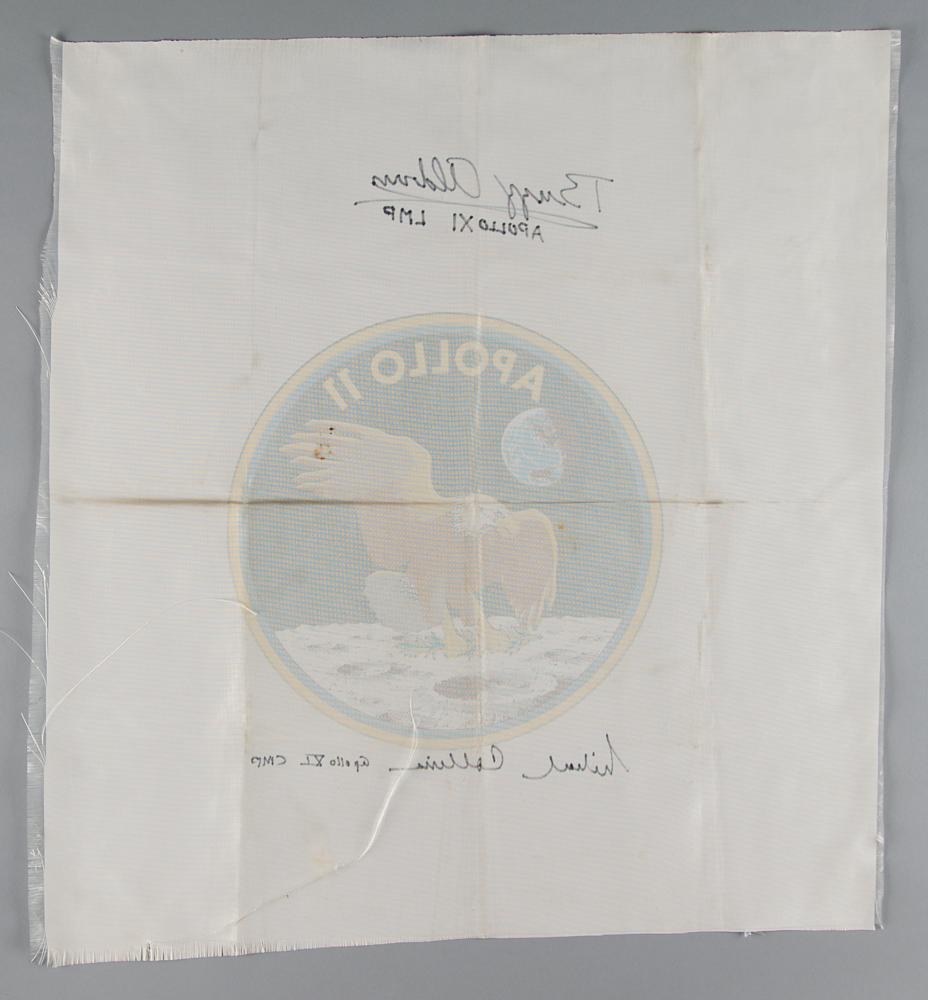 Buzz Aldrin
APOLLO XI LMP
APOLLO 11
Michael Collins Apollo XI CMP